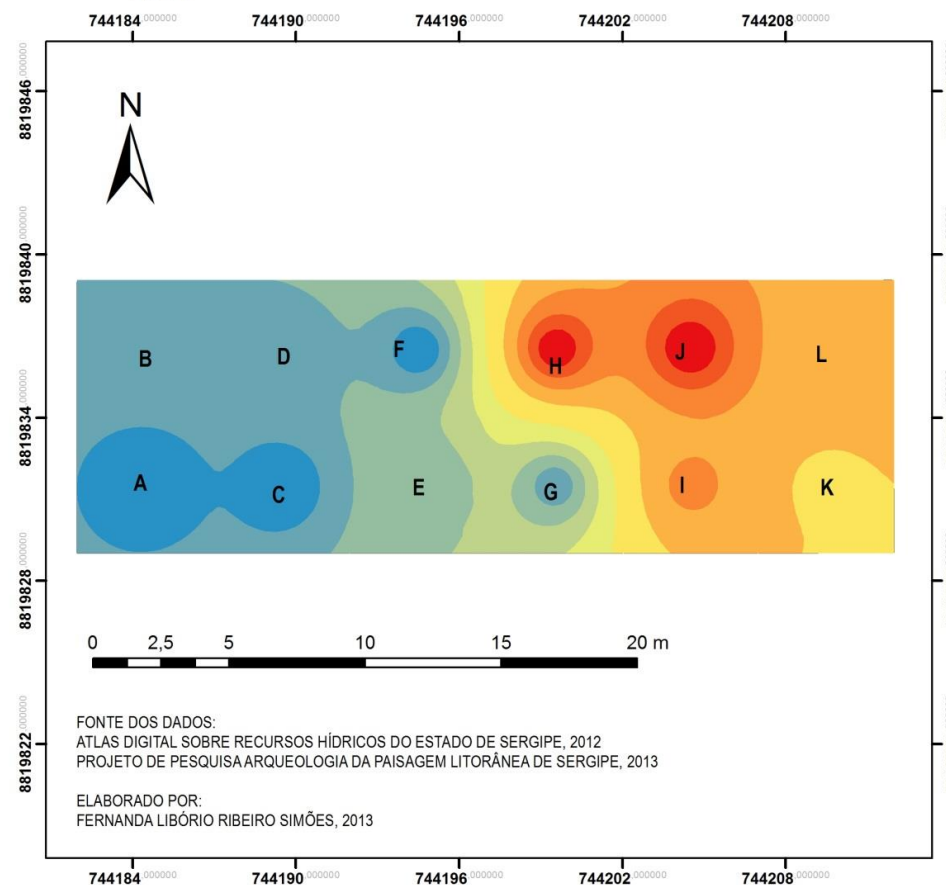 744184.000000 744190.000000 744196.000000 744202.000000 744208.000000
8819846.000000
N
8819840.000000
B D F H J L
8819834.000000
A C E G I K
8819828.000000
0 2,5 5 10 15 20 m
FONTE DOS DADOS:
ATLAS DIGITAL SOBRE RECURSOS HÍDRICOS DO ESTADO DE SERGIPE, 2012
PROJETO DE PESQUISA ARQUEOLOGIA DA PAISAGEM LITORÂNEA DE SERGIPE, 2013
8819822.000000
ELABORADO POR:
FERNANDA LIBÓRIO RIBEIRO SIMÕES, 2013
744184.000000 744190.000000 744196.000000 744202.000000 744208.000000